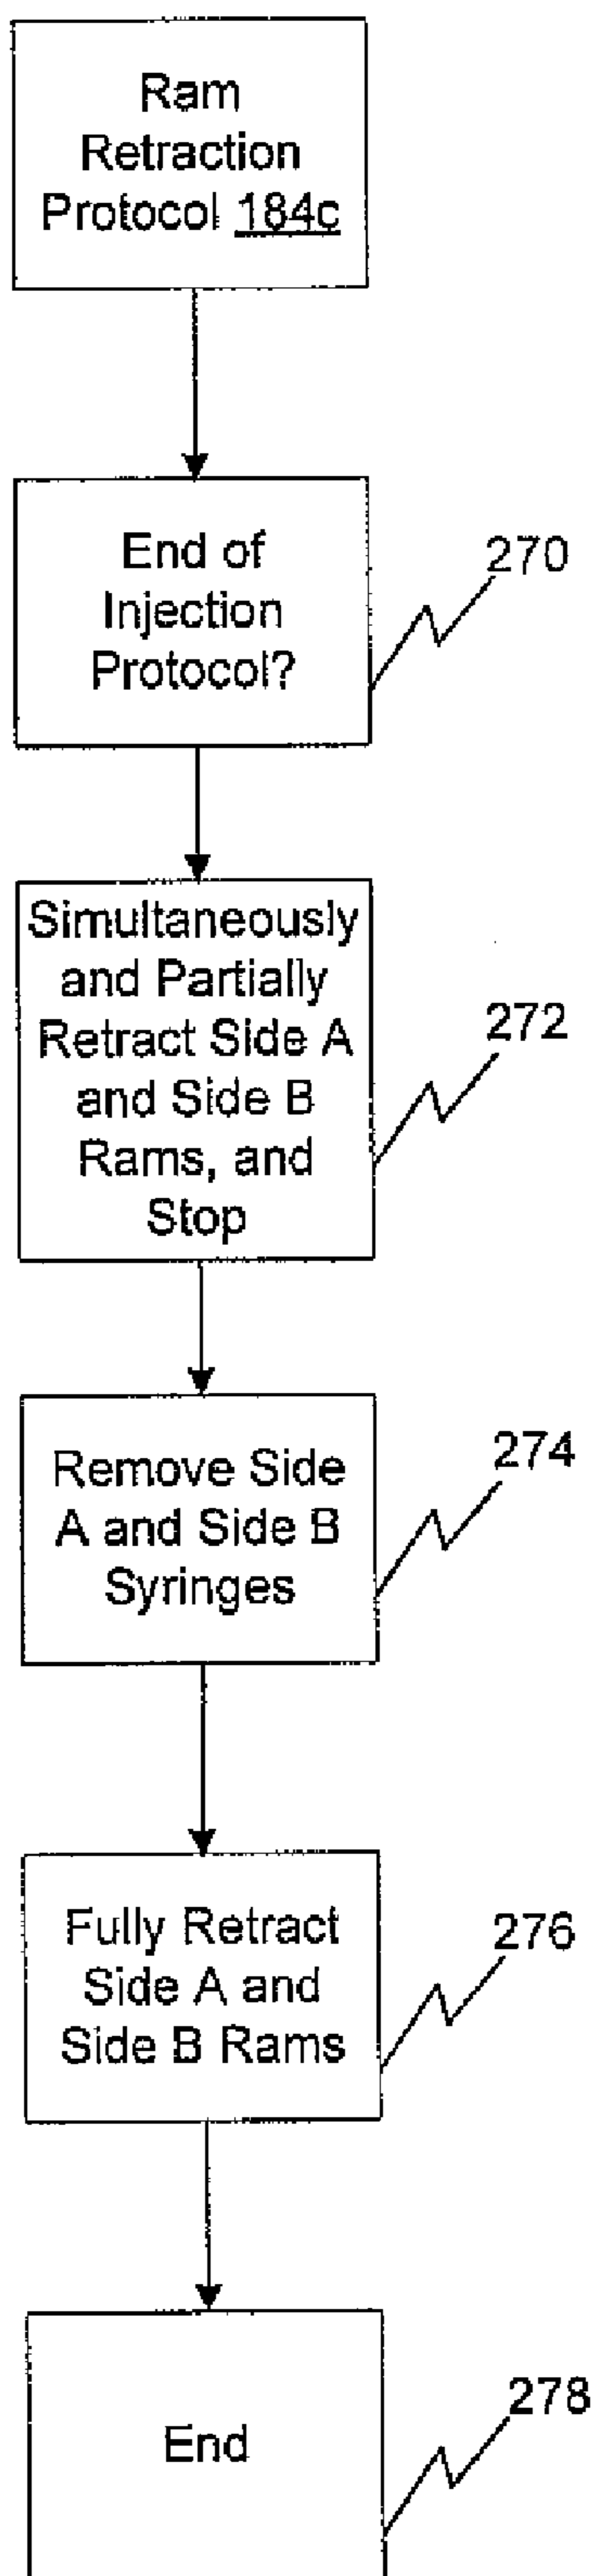 Ram
Retraction
Protocol 184c
End of
Injection
Protocol?
270
Simultaneously
and Partially
Retract Side A
and Side B
Rams, and
Stop
272
Remove Side
A and Side B
Syringes
274
Fully Retract
Side A and
Side B Rams
276
End
278